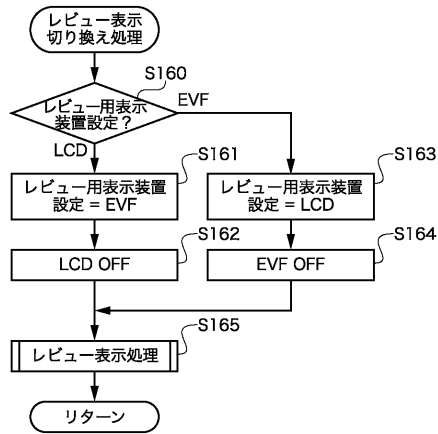 レビュー表示
切り換え処理
S160
レビュー用表示
装置設定？
EVF
LCD
S161
レビュー用表示装置
設定 = EVF
S163
レビュー用表示装置
設定 = LCD
S162
LCD OFF
S164
EVF OFF
S165
レビュー表示処理
リターン